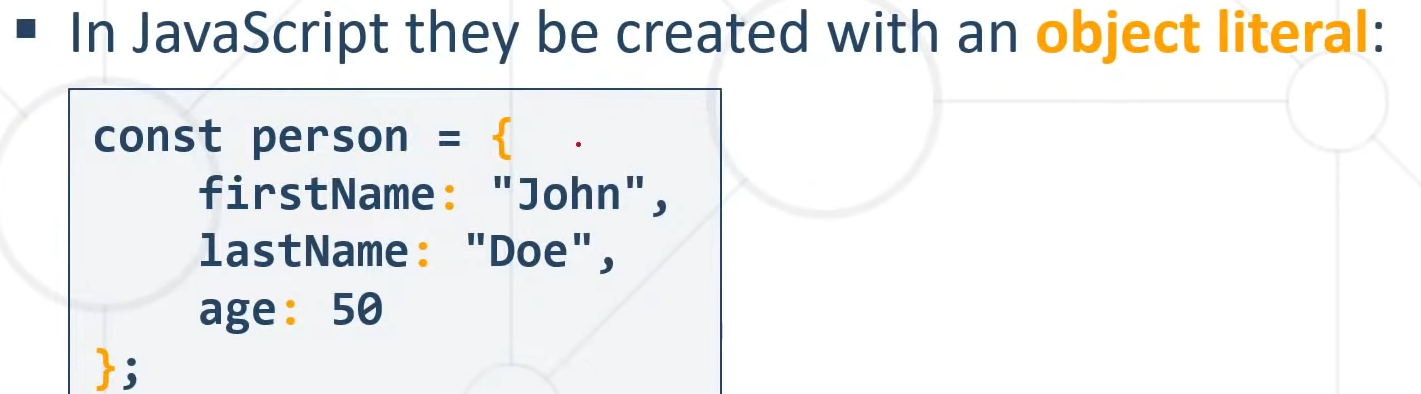 ▪ In JavaScript they be created with an object literal:
const person = {
    firstName: "John",
    lastName: "Doe",
    age: 50
};